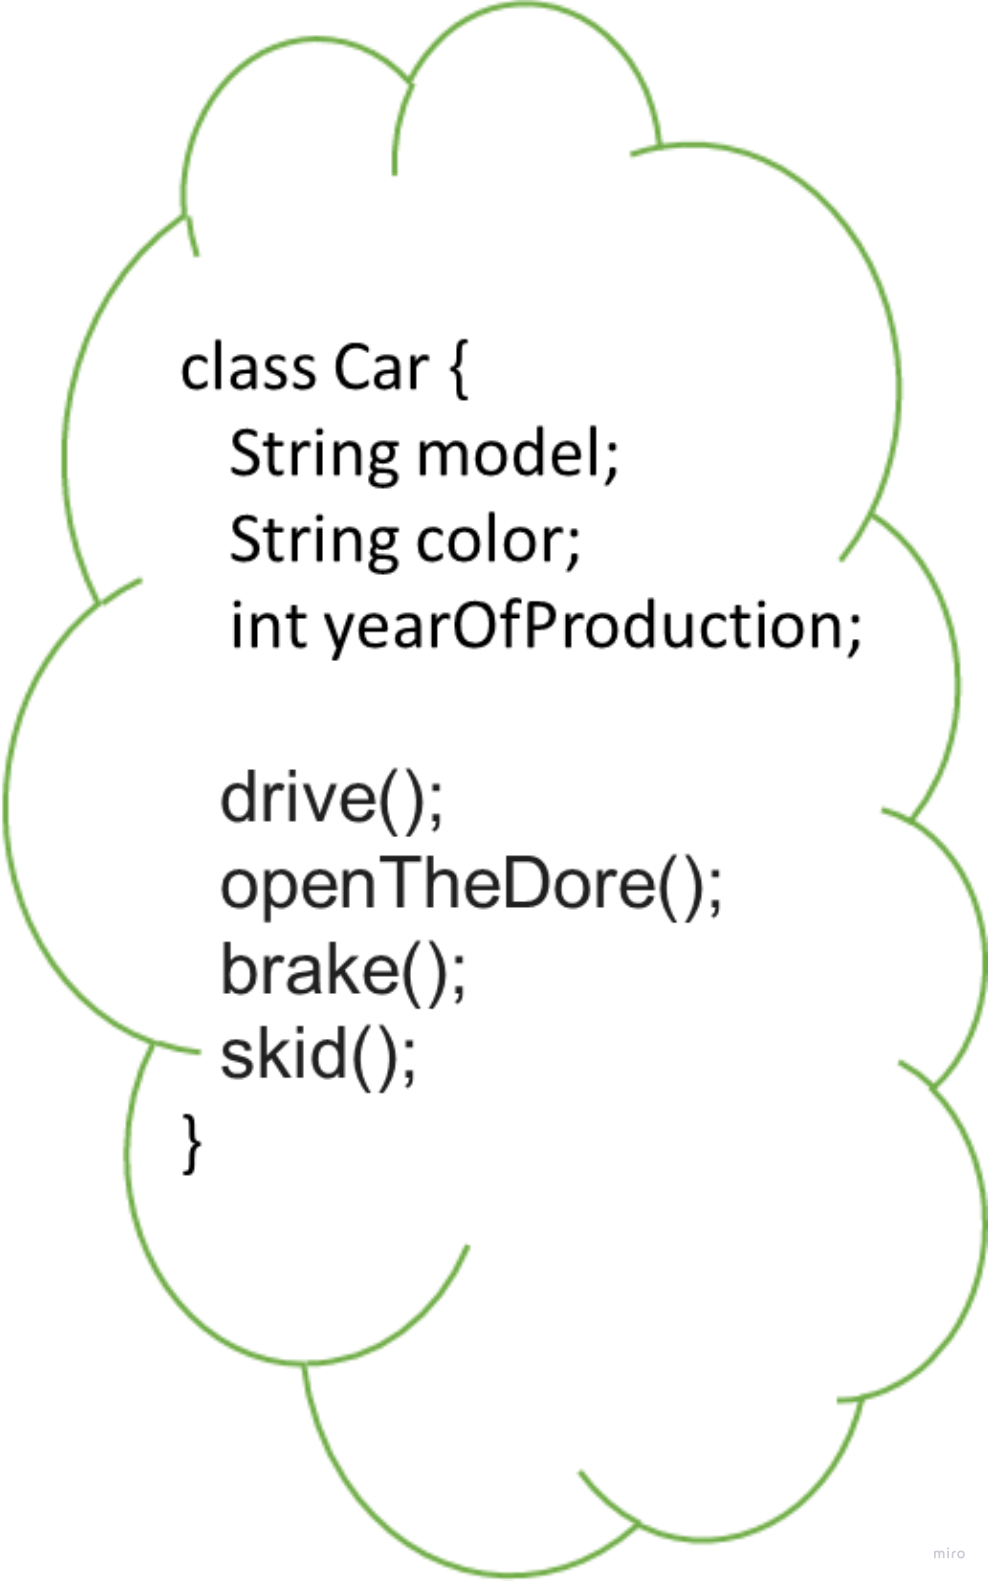 class Car {
String model;
String color;
int yearOfProduction;
drive();
openTheDore();
brake();
skid();
}
miro